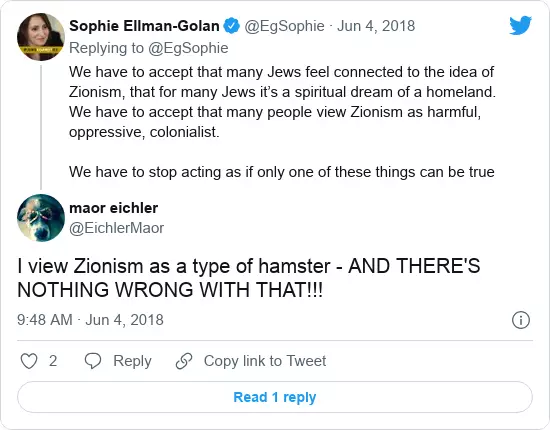 Sophie Ellman-Golan @EgSophie · Jun 4, 2018
Replying to @EgSophie
We have to accept that many Jews feel connected to the idea of
Zionism, that for many Jews it’s a spiritual dream of a homeland.
We have to accept that many people view Zionism as harmful,
oppressive, colonialist.
We have to stop acting as if only one of these things can be true
maor eichler
@EichlerMaor
I view Zionism as a type of hamster - AND THERE'S
NOTHING WRONG WITH THAT!!!
9:48 AM · Jun 4, 2018
2 Reply Copy link to Tweet
Read 1 reply